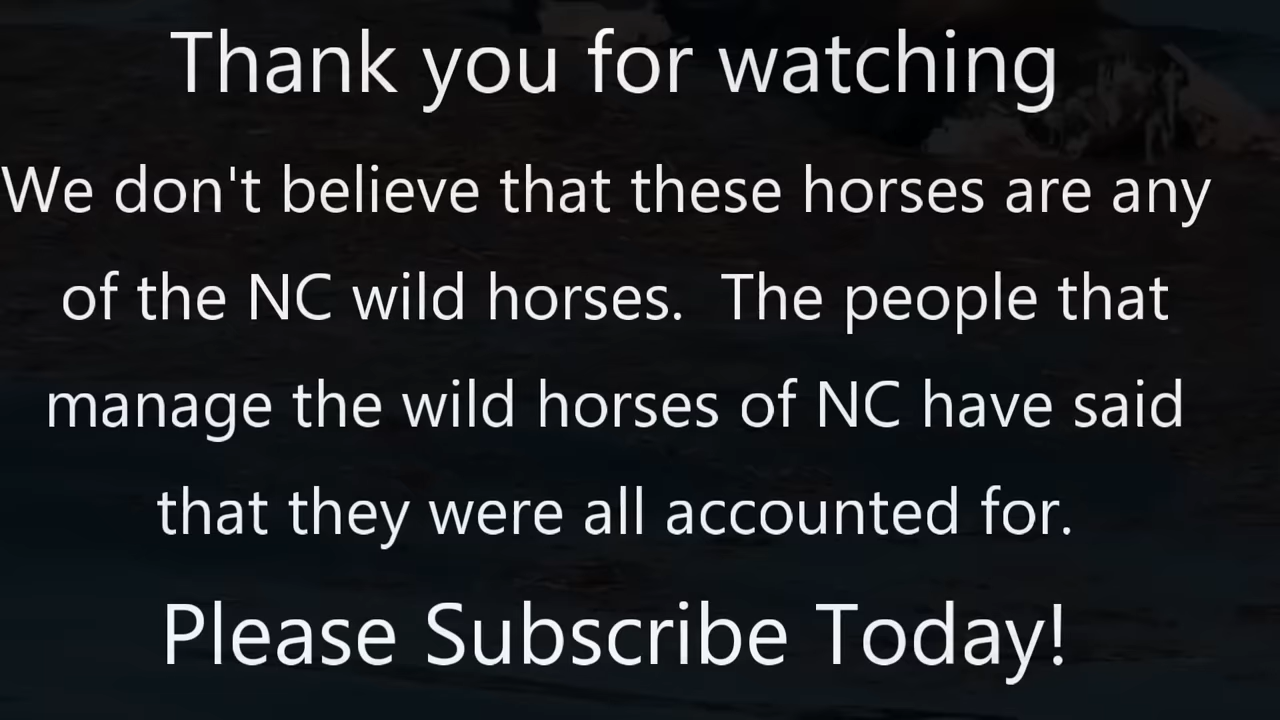 Thank you for watching
We don't believe that these horses are any
of the NC wild horses.  The people that
manage the wild horses of NC have said
that they were all accounted for.
Please Subscribe Today!